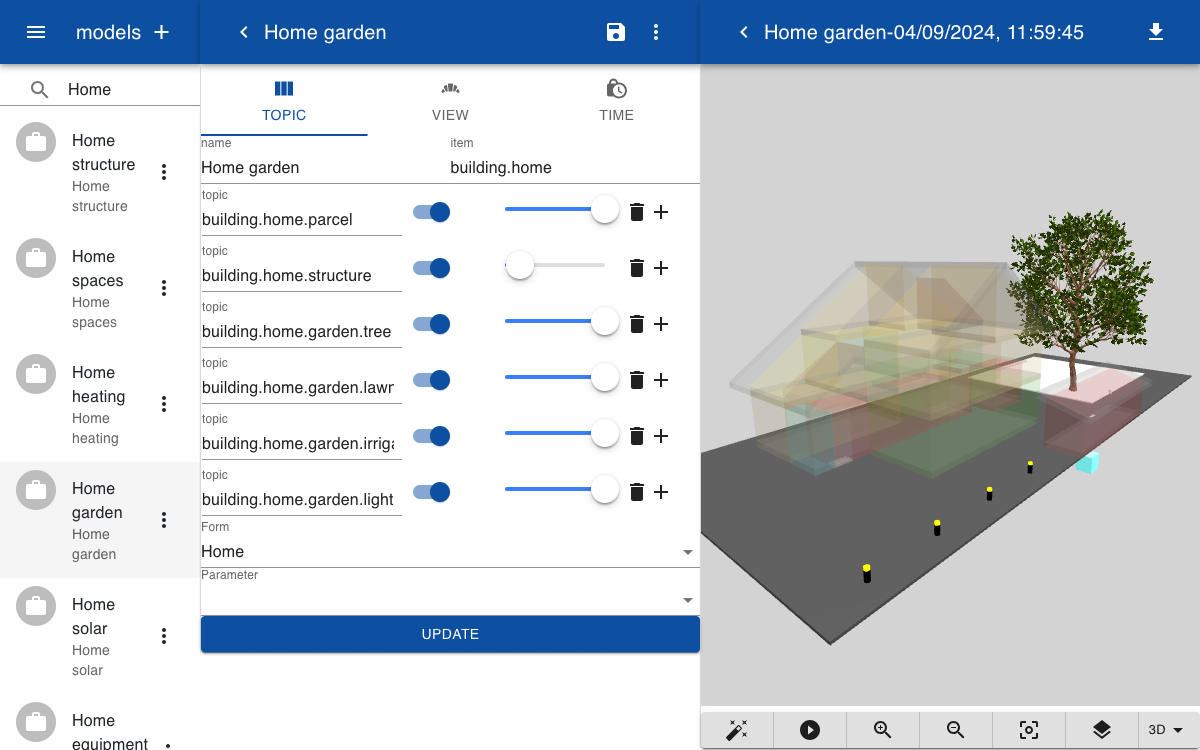 models
Home garden
Home garden-04/09/2024, 11:59:45
Home
Home
structure
Home
structure
Home
spaces
Home
spaces
Home
heating
Home
heating
Home
garden
Home
garden
Home
solar
Home
solar
Home
equipment
TOPIC
VIEW
TIME
name
item
Home garden
building.home
topic
building.home.parcel
topic
building.home.structure
topic
building.home.garden.tree
topic
building.home.garden.lawn
topic
building.home.garden.irriga
topic
building.home.garden.light
Form
Home
Parameter
UPDATE
3D